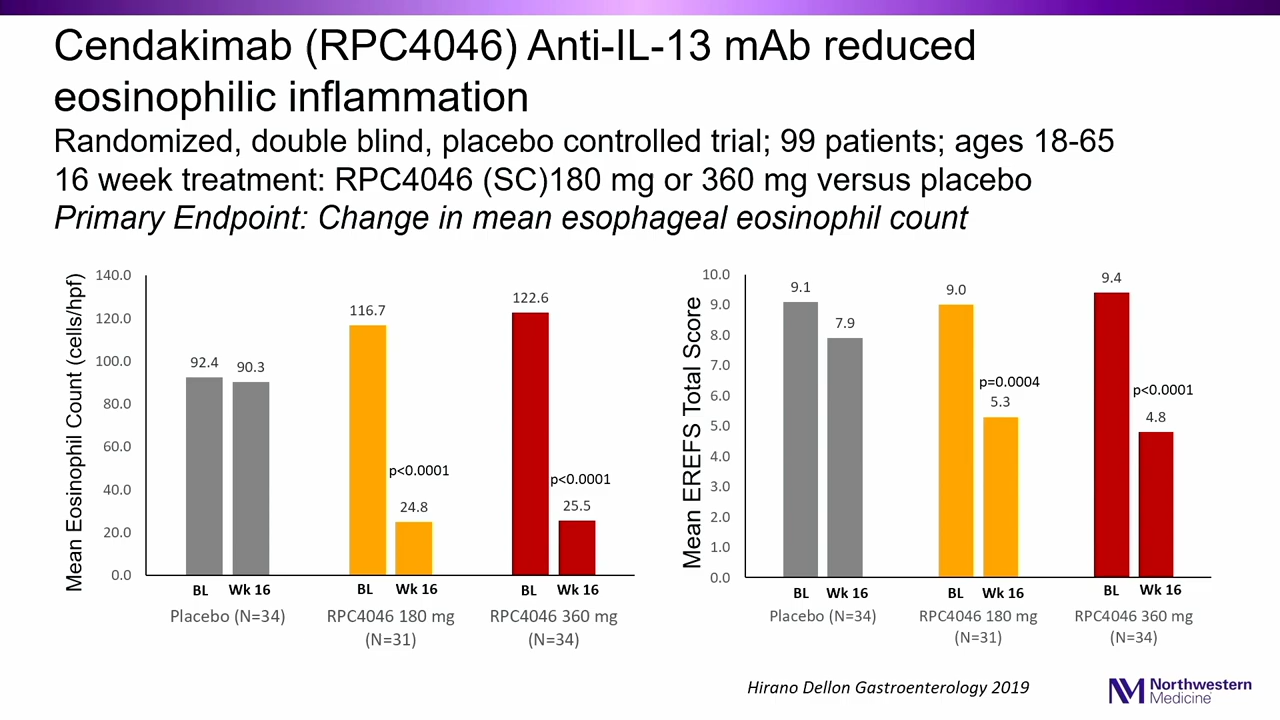 Cendakimab (RPC4046) Anti-IL-13 mAb reduced
eosinophilic inflammation
Randomized, double blind, placebo controlled trial; 99 patients; ages 18-65
16 week treatment: RPC4046 (SC)180 mg or 360 mg versus placebo
Primary Endpoint: Change in mean esophageal eosinophil count
Mean Eosinophil Count (cells/hpf)
140.0
120.0
100.0
80.0
60.0
40.0
20.0
0.0
92.4
90.3
116.7
p<0.0001
24.8
122.6
p<0.0001
25.5
BL Wk 16 BL Wk 16 BL Wk 16
Placebo (N=34)
RPC4046 180 mg
(N=31)
RPC4046 360 mg
(N=34)
Mean EREFS Total Score
10.0
9.0
8.0
7.0
6.0
5.0
4.0
3.0
2.0
1.0
0.0
9.1
7.9
9.0
p=0.0004
5.3
9.4
p<0.0001
4.8
BL Wk 16 BL Wk 16 BL Wk 16
Placebo (N=34)
RPC4046 180 mg
(N=31)
RPC4046 360 mg
(N=34)
Hirano Dellon Gastroenterology 2019
NM
Northwestern
Medicine